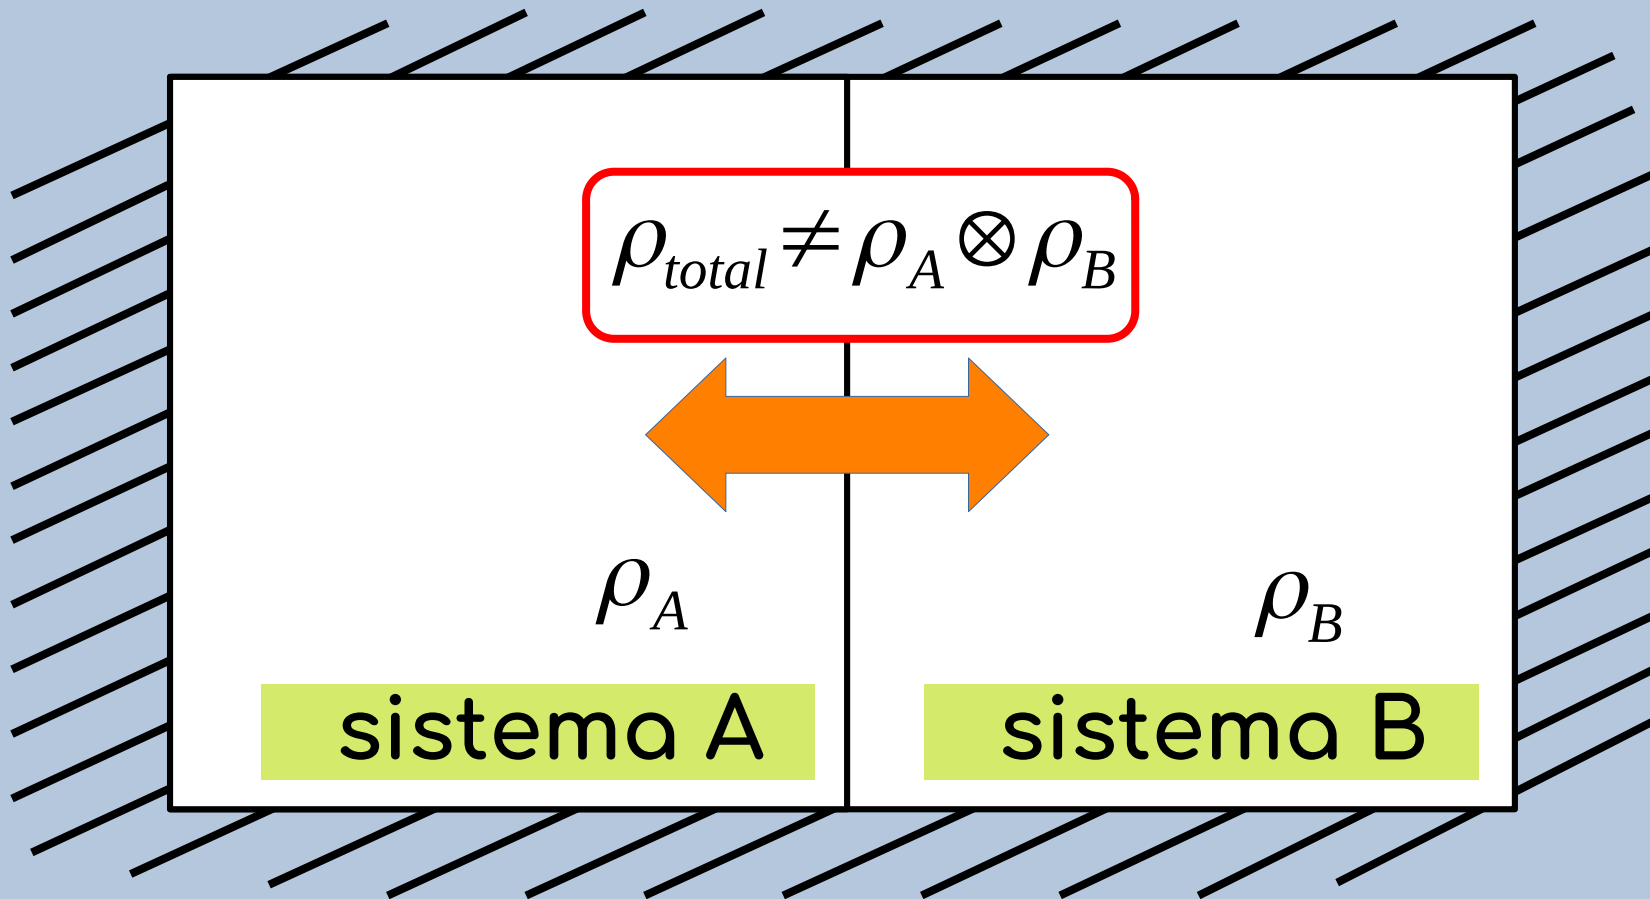 ρtotal≠ρA⊗ρB
ρA
ρB
sistema A
sistema B